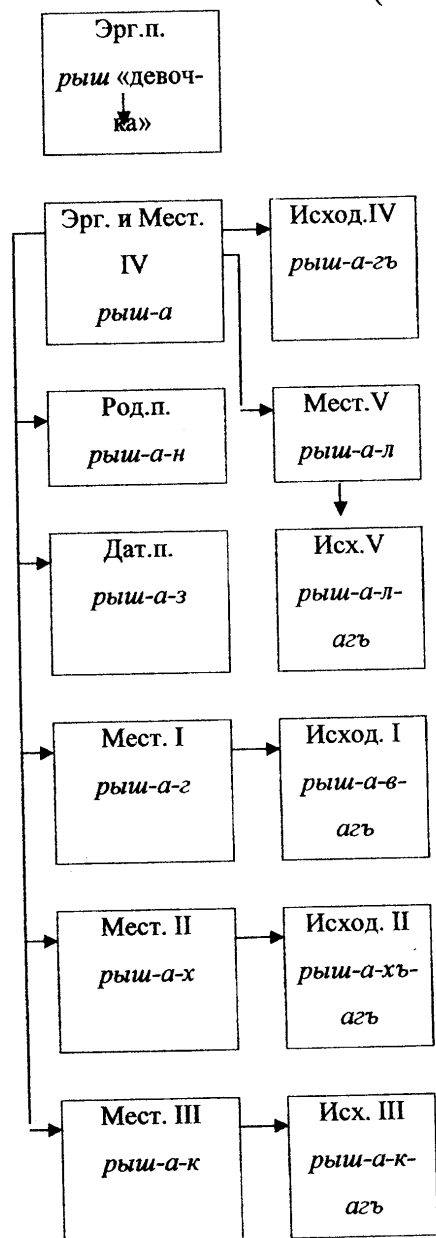 (
Эрг.п.
рыш «девоч-
ка»
Эрг. и Мест.
IV
рыш-а
Исход.IV
рыш-а-гъ
Род.п.
рыш-а-н
Мест.V
рыш-а-л
Дат.п.
рыш-а-з
Исх.V
рыш-а-л-
агъ
Мест. I
рыш-а-г
Исход. I
рыш-а-в-
агъ
Мест. II
рыш-а-х
Исход. II
рыш-а-хъ-
агъ
Мест. III
рыш-а-к
Исх. III
рыш-а-к-
агъ